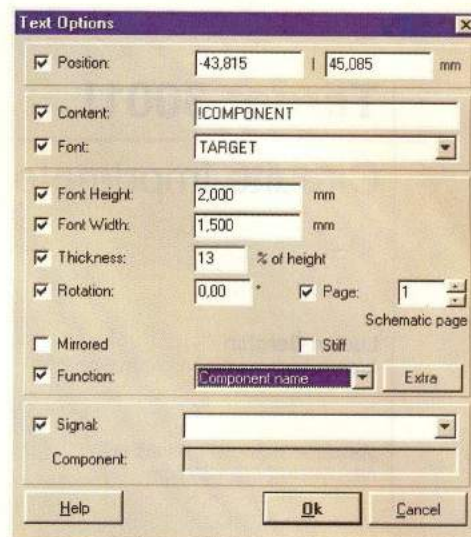 Text Options
Position: -43,815 | 45,085 mm
Content: !COMPONENT
Font: TARGET
Font Height: 2,000 mm
Font Width: 1,500 mm
Thickness: 13 % of height
Rotation: 0,00 ° Page: 1
Schematic page
Mirrored Stiff
Function: Component name Extra
Signal:
Component:
Help Ok Cancel